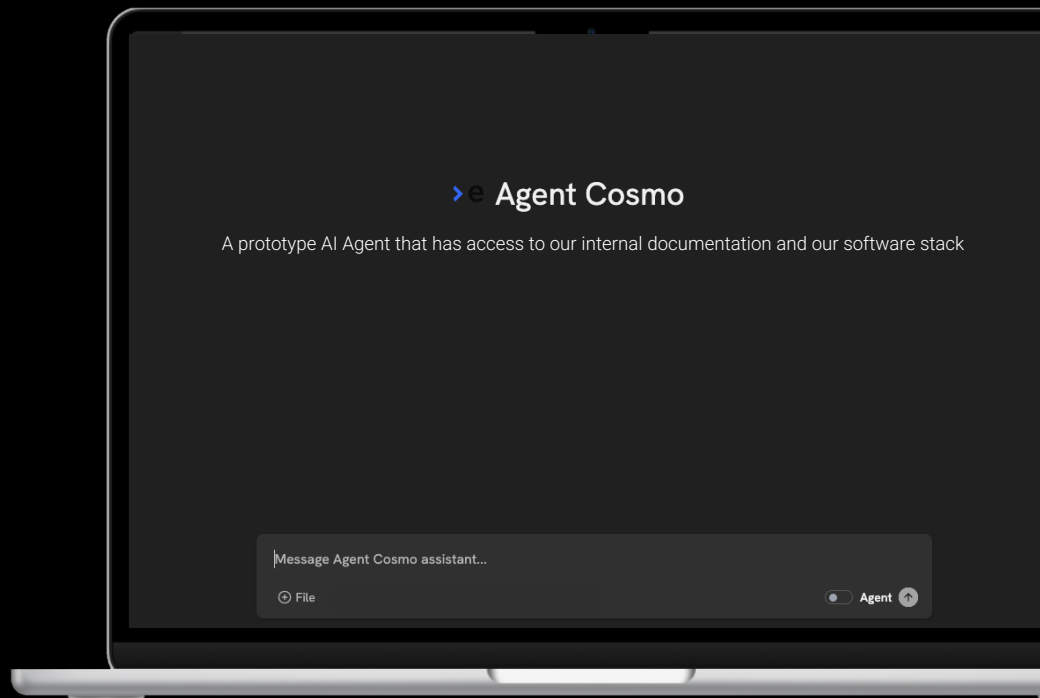 e Agent Cosmo
A prototype AI Agent that has access to our internal documentation and our software stack
Message Agent Cosmo assistant...
File
Agent